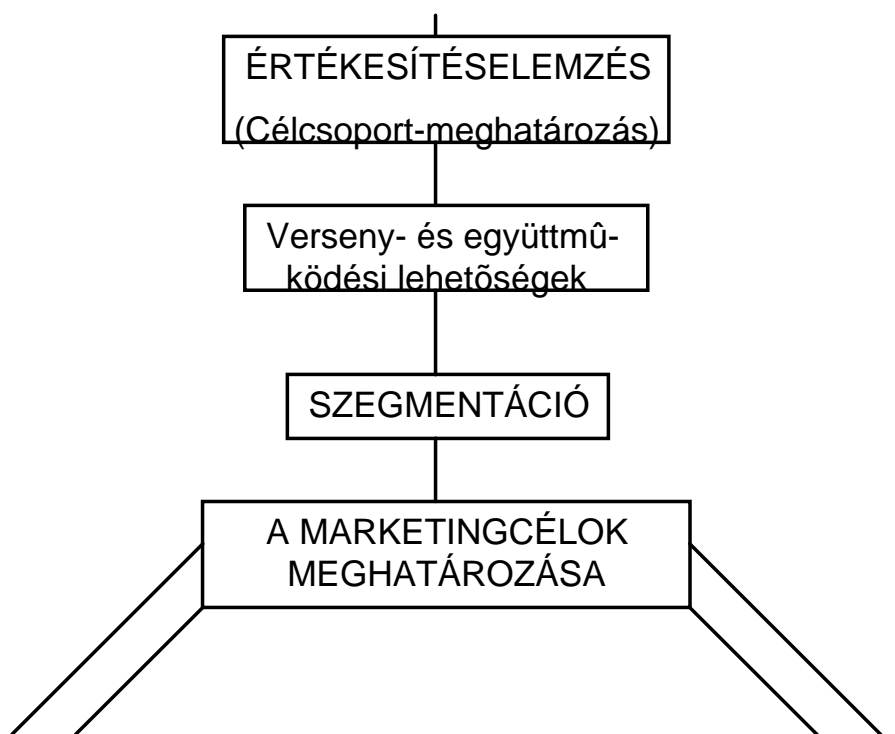 ÉRTÉKESÍTÉSELEMZÉS
(Célcsoport-meghatározás)
Verseny- és együttmû-
ködési lehetõségek
SZEGMENTÁCIÓ
A MARKETINGCÉLOK
MEGHATÁROZÁSA